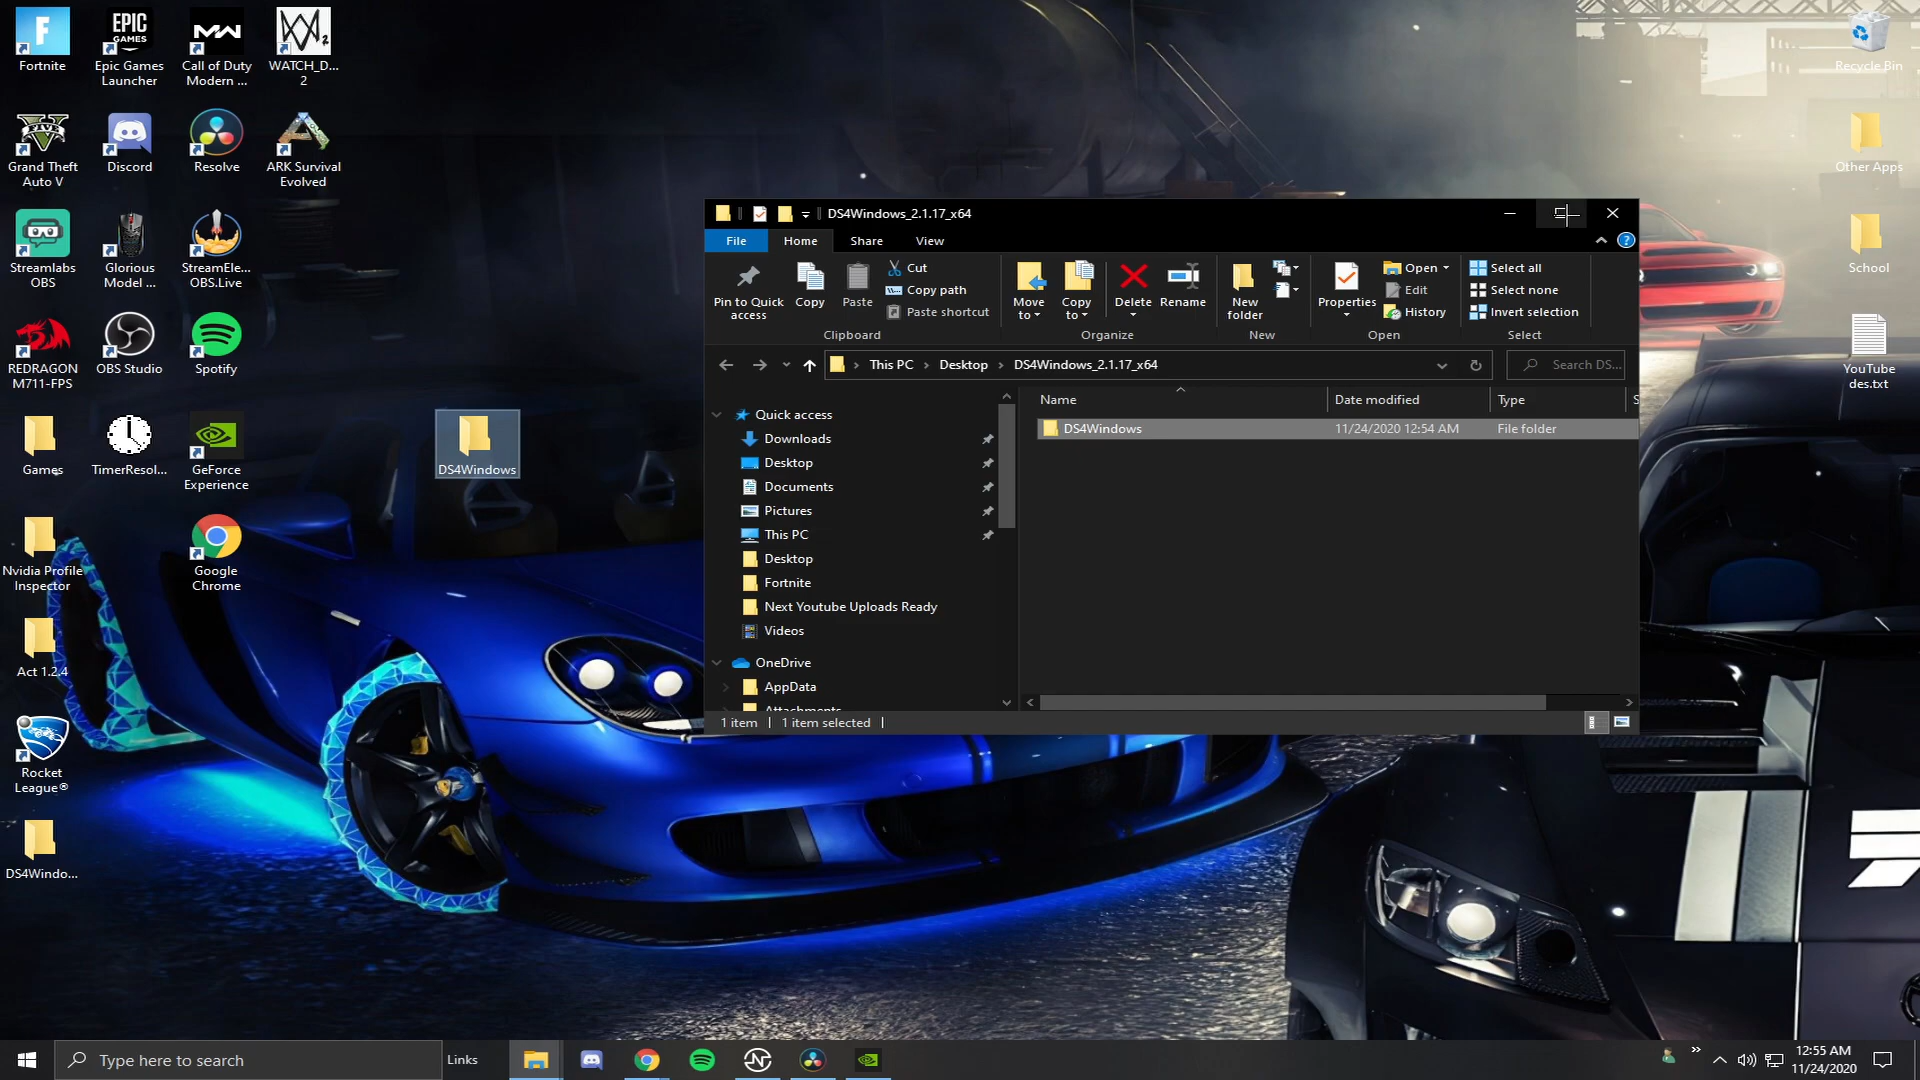 Fortnite
EPIC
GAMES
Epic Games
Launcher
Call of Duty
Modern ...
WATCH_D...
2
Grand Theft
Auto V
Discord
Resolve
ARK Survival
Evolved
Streamlabs
OBS
Glorious
Model ...
StreamEle...
OBS.Live
REDRAGON
M711-FPS
OBS Studio
Spotify
Games
TimerResol...
GeForce
Experience
Nvidia Profile
Inspector
Google
Chrome
Act 1.2.4
Rocket
League®
DS4Windo...
DS4Windows
Recycle Bin
Other Apps
School
YouTube
des.txt
DS4Windows_2.1.17_x64
File Home Share View
Pin to Quick
access
Copy
Paste
Cut
Copy path
Paste shortcut
Clipboard
Move
to
Copy
to
Delete
Rename
Organize
New
folder
New
Properties
Open
Edit
History
Open
Select all
Select none
Invert selection
Select
This PC › Desktop › DS4Windows_2.1.17_x64
Search DS...
Name Date modified Type S
DS4Windows 11/24/2020 12:54 AM File folder
Quick access
Downloads
Desktop
Documents
Pictures
This PC
Desktop
Fortnite
Next Youtube Uploads Ready
Videos
OneDrive
AppData
Attachments
1 item 1 item selected
Type here to search
Links
12:55 AM
11/24/2020